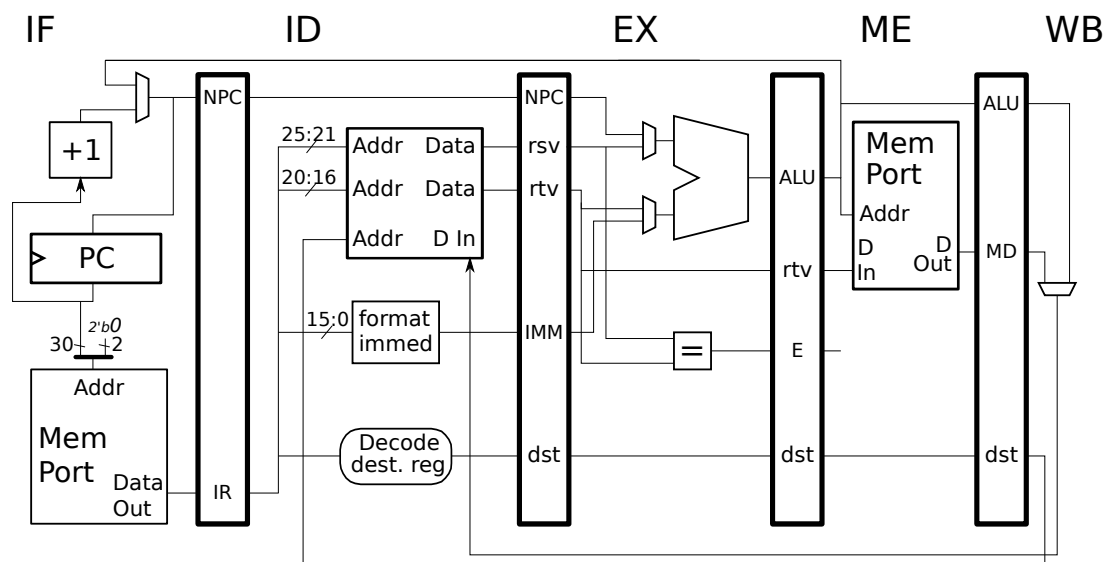 IF ID EX ME WB
NPC NPC ALU
+1
25:21 Addr Data rsv
Mem
Port
20:16 Addr Data rtv ALU
Addr
Addr D In
PC
D
In
D
Out
MD
rtv
2'b0
30 2
15:0 format
immed
IMM = E
Addr
Mem
Port
Data
Out
Decode
dest. reg
dst dst dst
IR